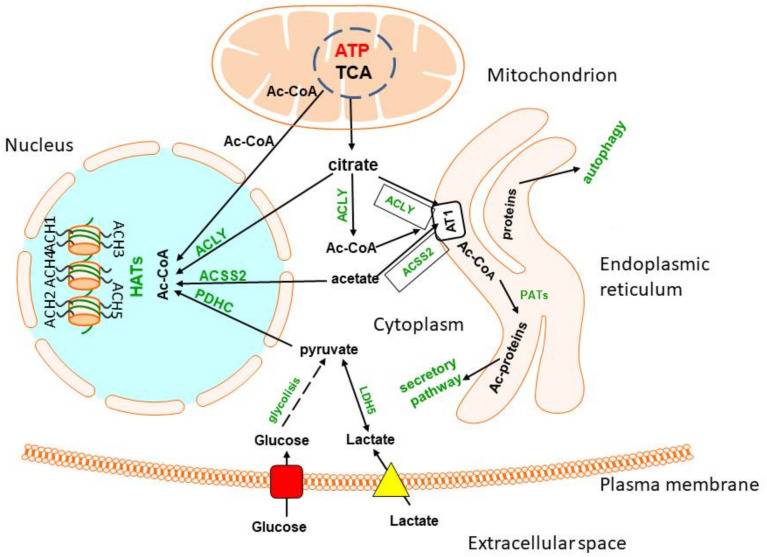 ATP
TCA
Mitochondrion
Ac-CoA
Ac-CoA
Nucleus
citrate
autophagy
ACLY
ACLY
AT1
proteins
ACH1
ACH4
ACH2
ACH3
ACH5
HATs
Ac-CoA
ACLY
Ac-CoA
Ac-CoA
Endoplasmic
reticulum
ACSS2
acetate
ACSS2
PATs
PDHC
Cytoplasm
Ac-proteins
pyruvate
secretory
pathway
glycolisis
LDH5
Glucose
Lactate
Plasma membrane
Glucose
Lactate
Extracellular space